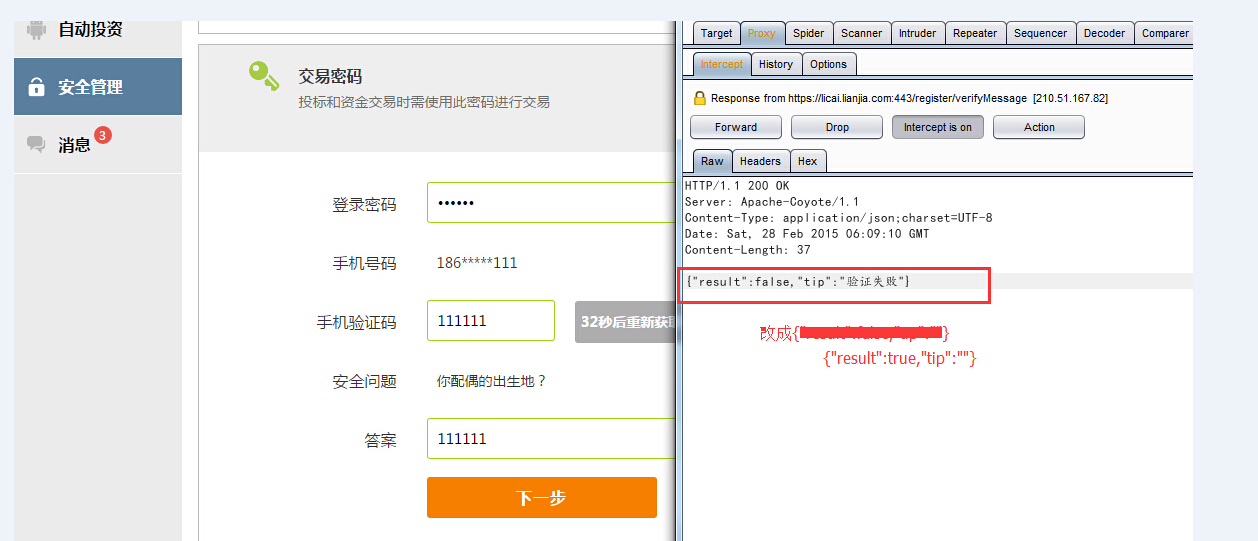 自动投资
安全管理
消息 3
交易密码
投标和资金交易时需使用此密码进行交易
登录密码 ••••••
手机号码 186*****111
手机验证码 111111 32秒后重新获取
安全问题 你配偶的出生地？
答案 111111
下一步
Target Proxy Spider Scanner Intruder Repeater Sequencer Decoder Comparer
Intercept History Options
Response from https://licai.lianjia.com:443/register/verifyMessage [210.51.167.82]
Forward Drop Intercept is on Action
Raw Headers Hex
HTTP/1.1 200 OK
Server: Apache-Coyote/1.1
Content-Type: application/json;charset=UTF-8
Date: Sat, 28 Feb 2015 06:09:10 GMT
Content-Length: 37
{"result":false,"tip":"验证失败"}
改成{ }
{"result":true,"tip":""}